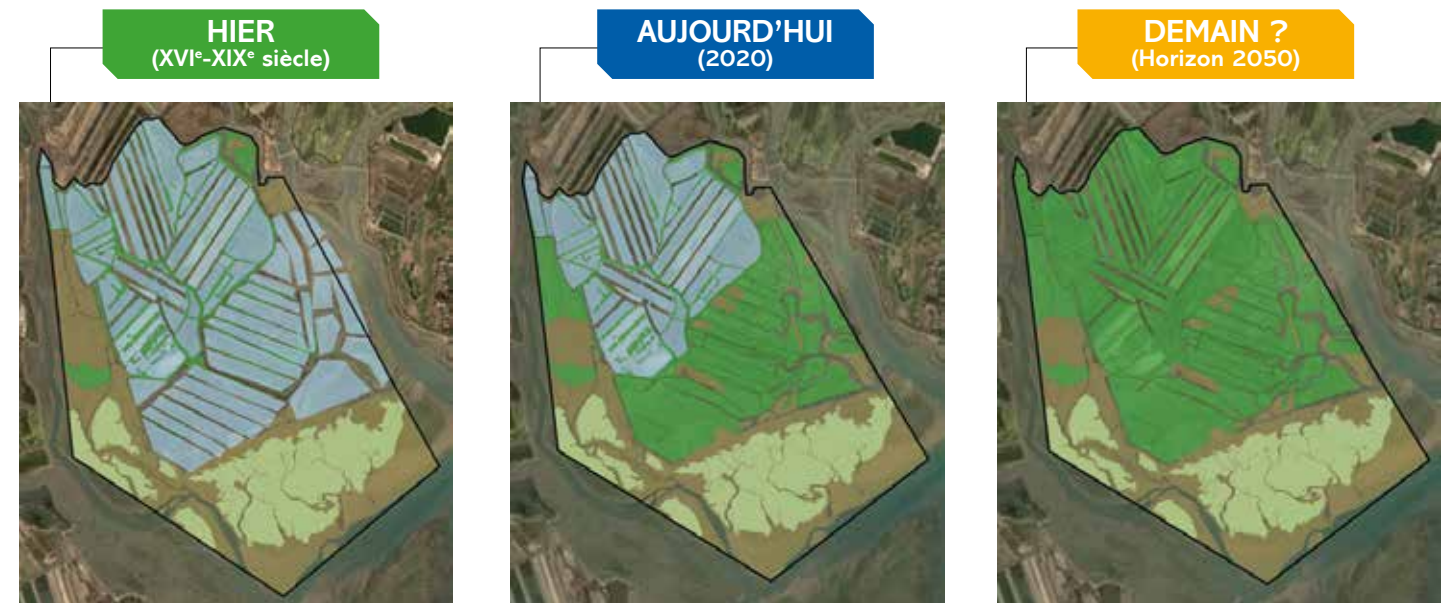 HIER
(XVIᵉ-XIXᵉ siècle)
AUJOURD’HUI
(2020)
DEMAIN ?
(Horizon 2050)